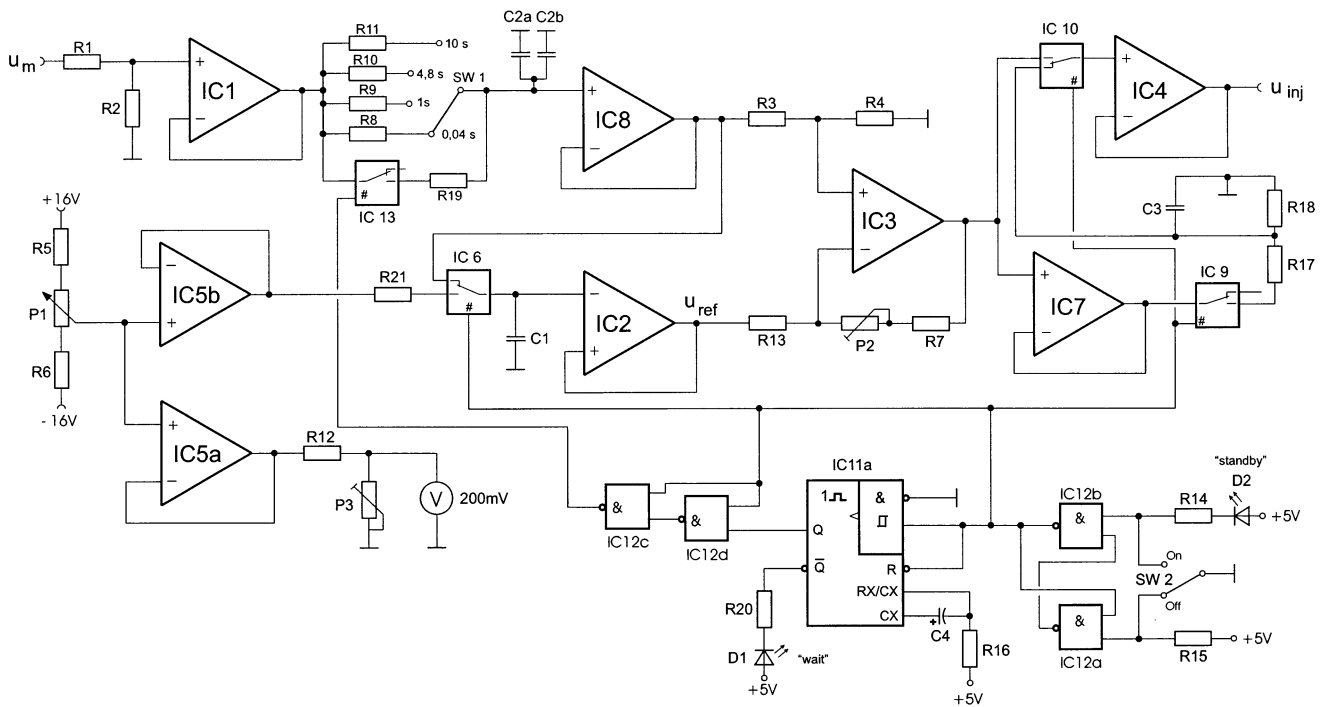 C2a C2b
R11
10 s
R10
4,8s
SW 1
R9
1s
R8
0,04 s
u m
R1
R2
+
−
IC1
+
−
IC8
R3
R4
IC 10
#
+
−
IC4
u inj
#
IC 13
R19
+
−
IC3
C3
R18
R17
+16V
R5
P1
R6
- 16V
−
+
IC5b
R21
IC 6
#
C1
−
+
IC2
u ref
R13
P2
R7
+
−
IC7
IC 9
#
+
−
IC5a
R12
P3
V
200mV
&
IC12c
&
IC12d
IC11a
1
&
Q
Q
R
RX/CX
CX
C4
+
R16
+5V
R20
D1
"wait"
+5V
IC12b
&
R14
"standby"
D2
+5V
On
SW 2
Off
&
IC12a
R15
+5V